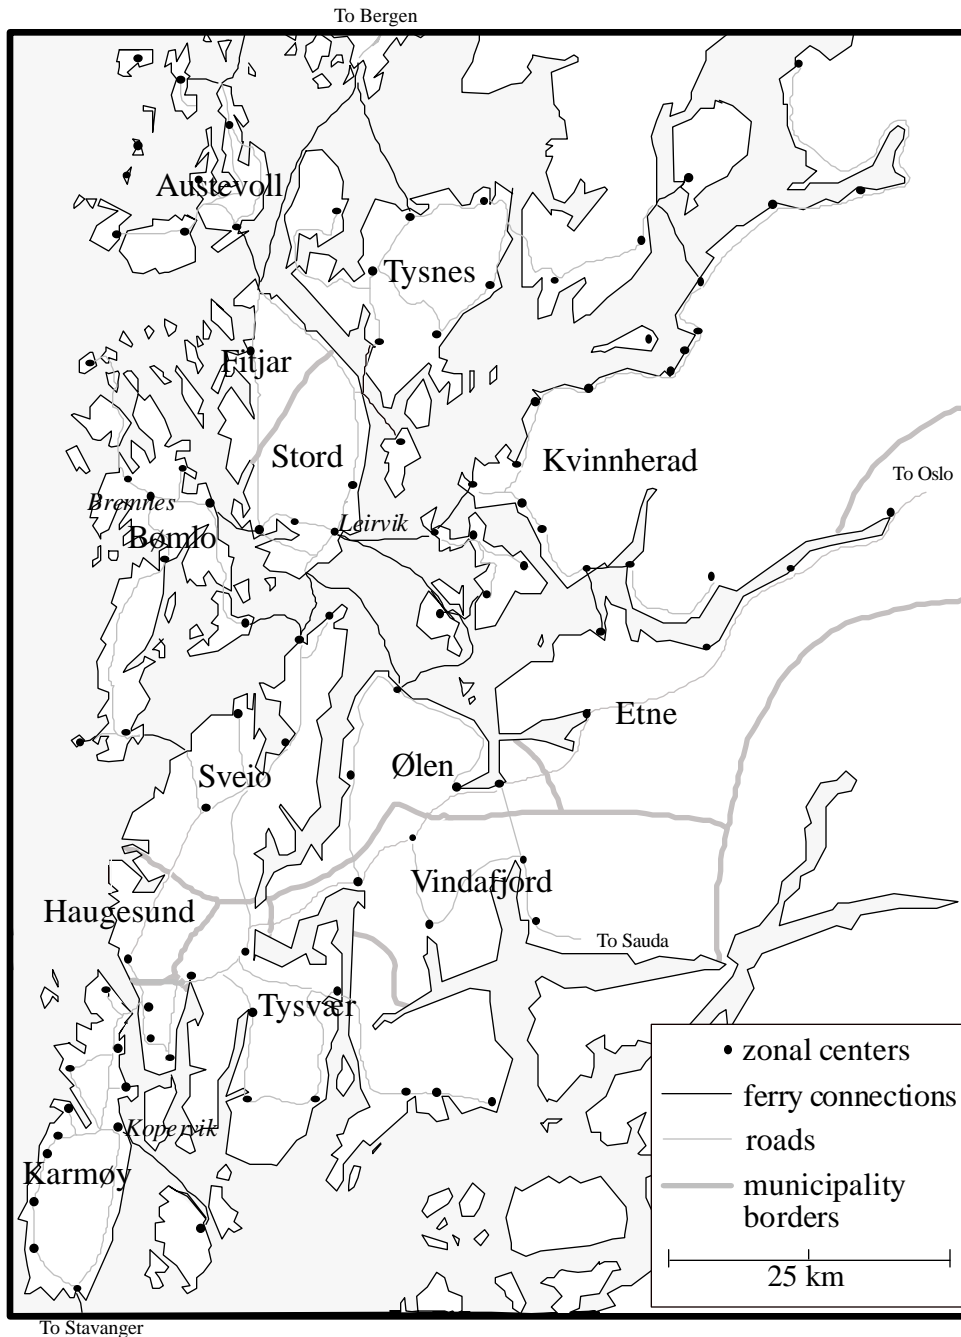 To Bergen
Austevoll
Tysnes
Fitjar
Stord
Kvinnherad
To Oslo
Bremnes
Leirvik
Bømlo
Etne
Ølen
Sveio
Vindafjord
Haugesund
To Sauda
Tysvær
zonal centers
ferry connections
Kopervik
roads
Karmøy
municipality
borders
25 km
To Stavanger